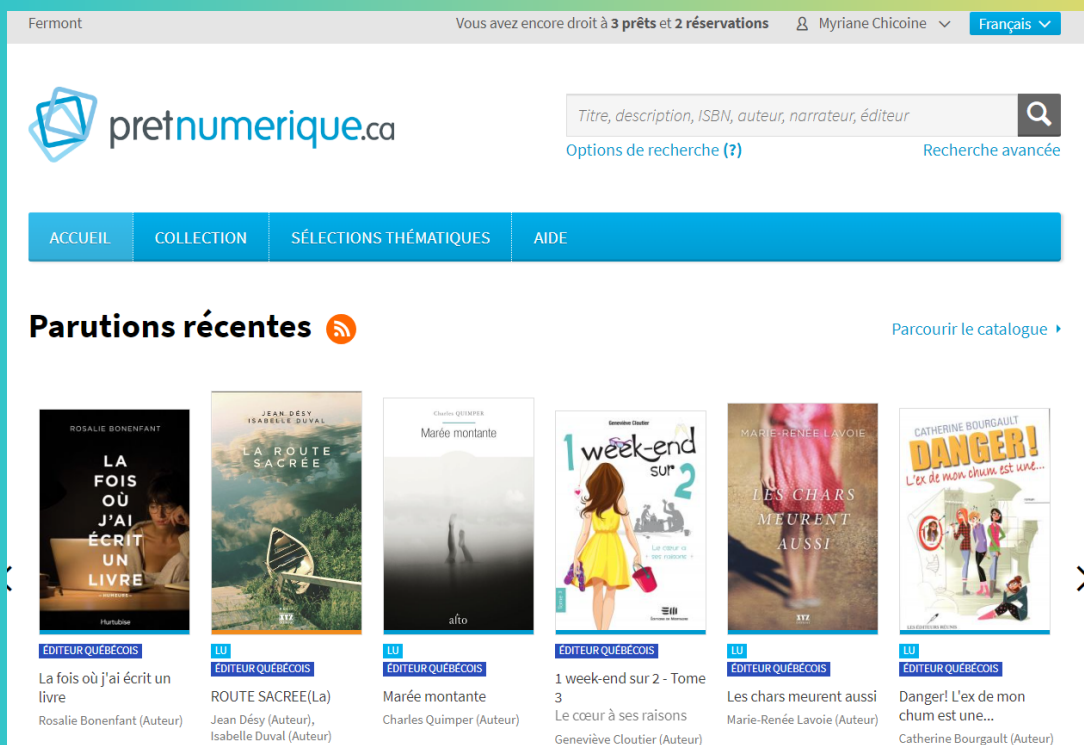 Fermont
Vous avez encore droit à 3 prêts et 2 réservations
Myriane Chicoine
Français
pretnumerique.ca
Titre, description, ISBN, auteur, narrateur, éditeur
Options de recherche (?)
Recherche avancée
ACCUEIL
COLLECTION
SÉLECTIONS THÉMATIQUES
AIDE
Parutions récentes
Parcourir le catalogue
ROSALIE BONENFANT
LA
FOIS
OÙ
J'AI
ÉCRIT
UN
LIVRE
- HUMEURS -
Hurtubise
ÉDITEUR QUÉBÉCOIS
La fois où j'ai écrit un
livre
Rosalie Bonenfant (Auteur)
JEAN DÉSY
ISABELLE DUVAL
LA ROUTE
SACRÉE
XYZ
LU
ÉDITEUR QUÉBÉCOIS
ROUTE SACREE(La)
Jean Désy (Auteur),
Isabelle Duval (Auteur)
Charles QUIMPER
Marée montante
alto
LU
ÉDITEUR QUÉBÉCOIS
Marée montante
Charles Quimper (Auteur)
Geneviève Cloutier
1 week-end
sur 2
Le cœur à
ses raisons
Tome 3
ÉDITEUR QUÉBÉCOIS
1 week-end sur 2 - Tome
3
Le cœur à ses raisons
Geneviève Cloutier (Auteur)
MARIE-RENÉE LAVOIE
LES CHARS
MEURENT
AUSSI
XYZ
LU
ÉDITEUR QUÉBÉCOIS
Les chars meurent aussi
Marie-Renée Lavoie (Auteur)
CATHERINE BOURGAULT
DANGER!
L'ex de mon chum est une...
LU
ÉDITEUR QUÉBÉCOIS
Danger! L'ex de mon
chum est une...
Catherine Bourgault (Auteur)